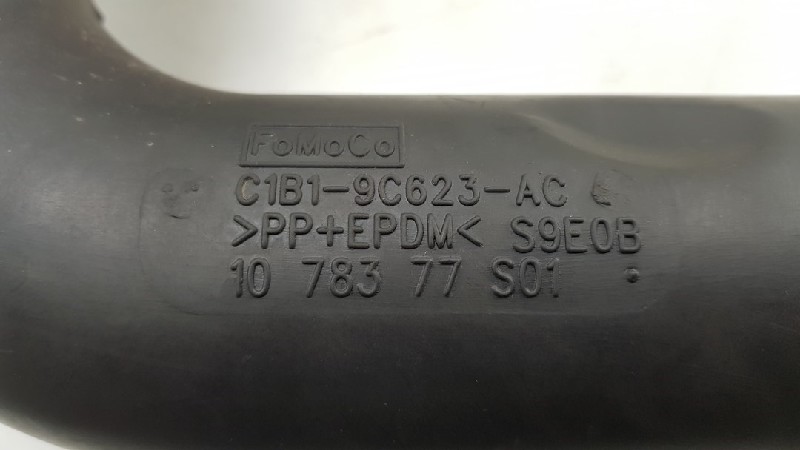 FoMoCo
C1B1-9C623-AC
>PP+EPDM< S9E0B
10 783 77 S01